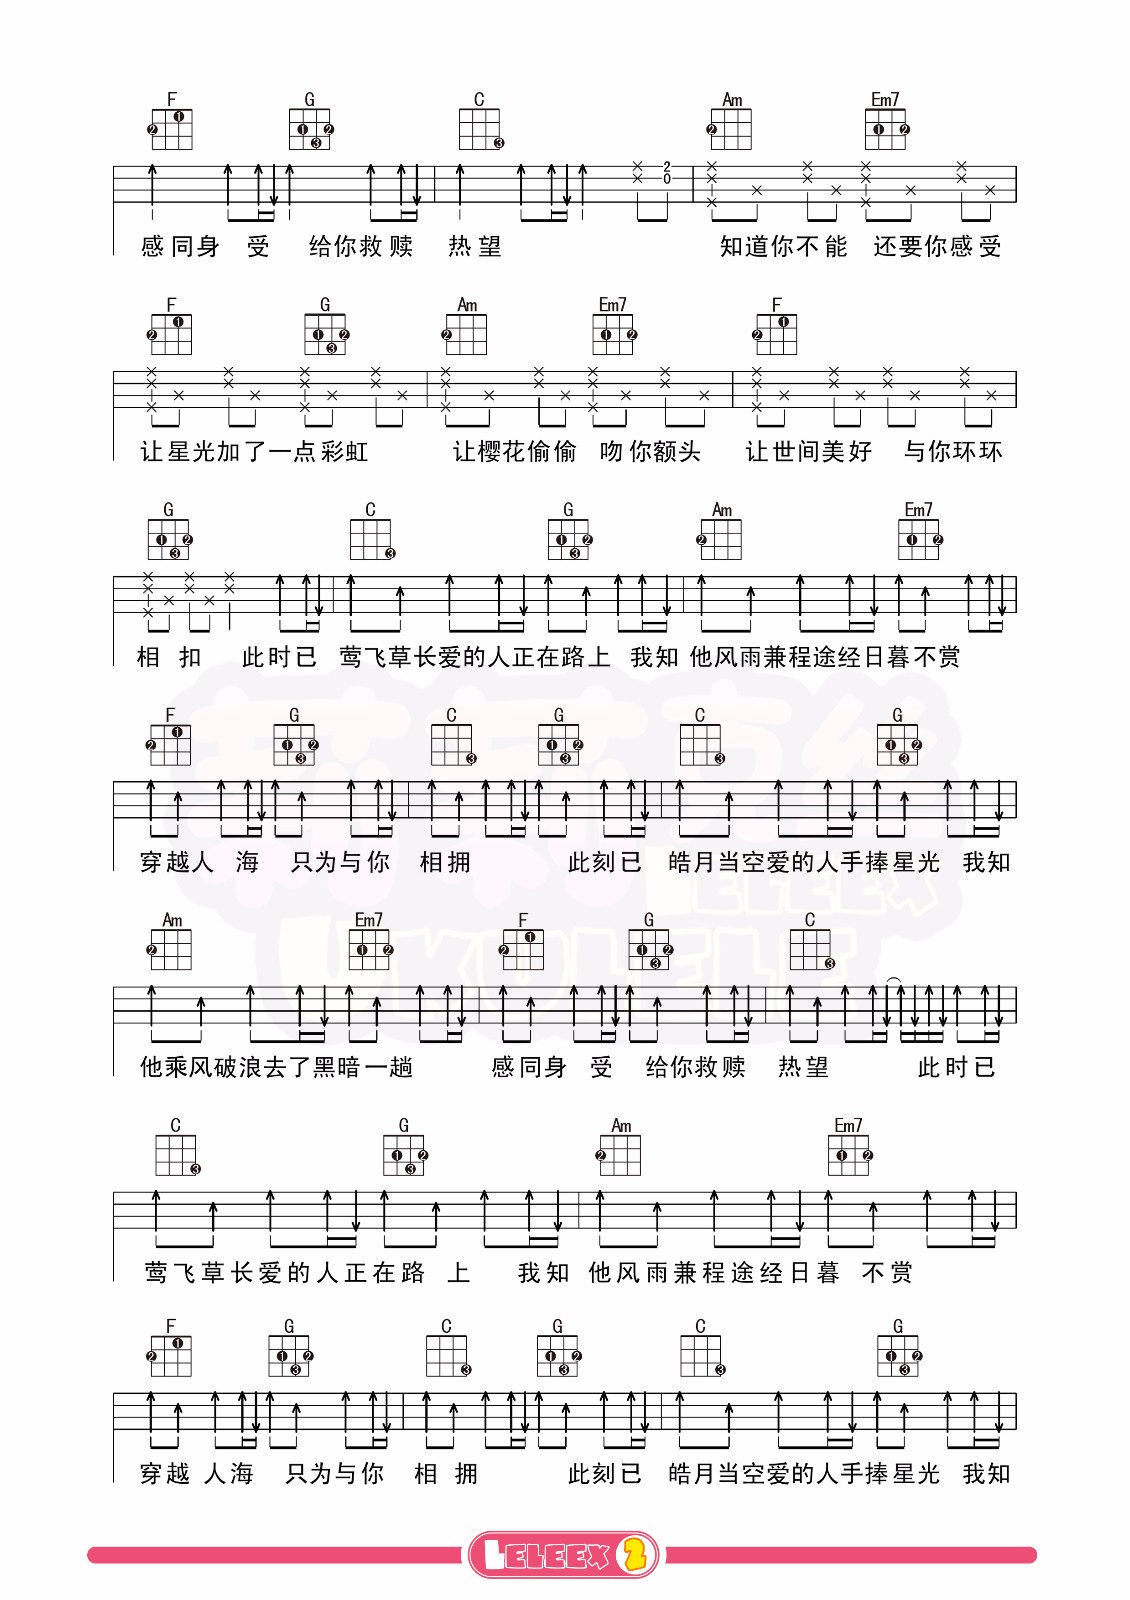 F G C Am Em7
感同身 受 给你救赎 热望 知道你不能 还要你感受
F G Am Em7 F
让星光加了一点彩虹 让樱花偷偷 吻你额头 让世间美好 与你环环
G C G Am Em7
相 扣 此时已 莺飞草长爱的人正在路上 我知 他风雨兼程途经日暮不赏
F G C G C G
穿越人 海 只为与你 相拥 此刻已 皓月当空爱的人手捧星光 我知
Am Em7 F G C
他乘风破浪去了黑暗一趟 感同身 受 给你救赎 热望 此时已
C G Am Em7
莺飞草长爱的人正在路 上 我知 他风雨兼程途经日暮 不赏
F G C G C G
穿越 人海 只为与你 相 拥 此刻已 皓月当空爱的人手捧星光 我知
LELEEX 2